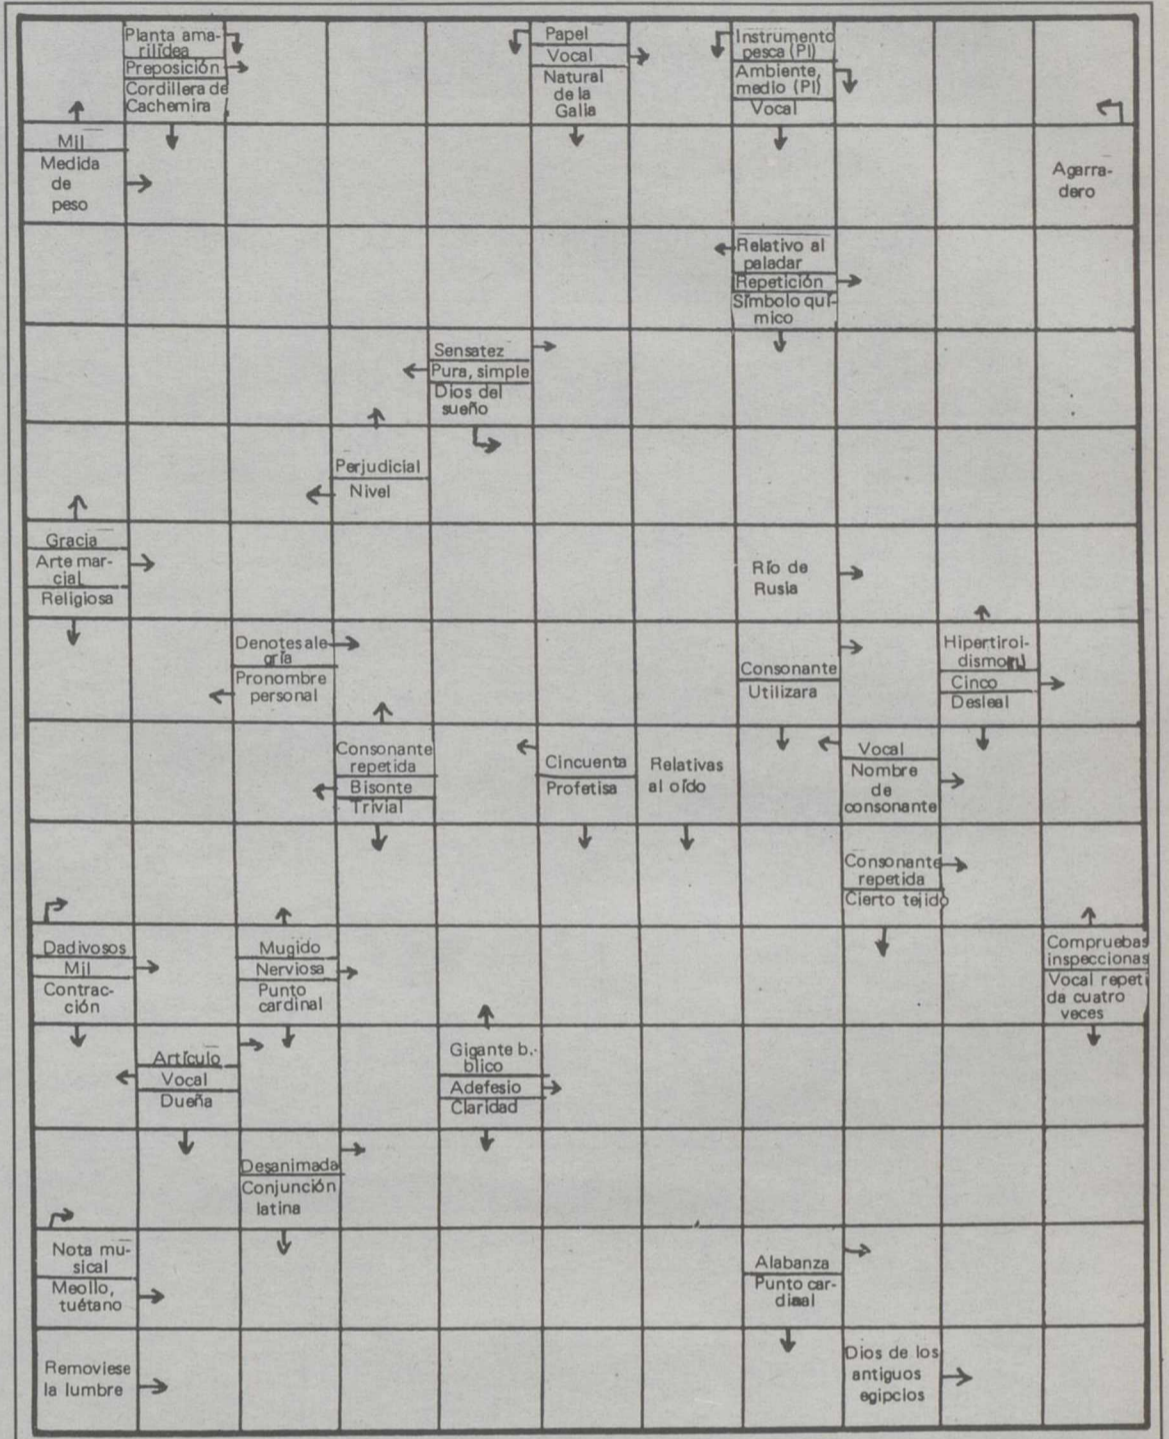 Planta ama-
rilídea
Preposición
Cordillera de
Cachemira
Papel
Vocal
Natural
de la
Galia
Instrumento
pesca (Pl)
Ambiente,
medio (Pl)
Vocal
Mil
Medida
de
peso
Agarra-
dero
Relativo al
paladar
Repetición
Símbolo quí-
mico
Sensatez
Pura, simple
Dios del
sueño
Perjudicial
Nivel
Gracia
Arte mar-
cial
Religiosa
Río de
Rusia
Denotes ale-
gría
Pronombre
personal
Consonante
Utilizara
Hipertiroi-
dismo
Cinco
Desleal
Consonante
repetida
Bisonte
Trivial
Cincuenta
Profetisa
Relativas
al oído
Vocal
Nombre
de
consonante
Consonante
repetida
Cierto tejido
Dadivosos
Mil
Contrac-
ción
Mugido
Nerviosa
Punto
cardinal
Compruebas
inspeccionas
Vocal repeti
da cuatro
veces
Artículo
Vocal
Dueña
Gigante b.-
blico
Adefesio
Claridad
Desanimada
Conjunción
latina
Nota mu-
sical
Meollo,
tuétano
Alabanza
Punto car-
dinal
Removiese
la lumbre
Dios de los
antiguos
egipcios